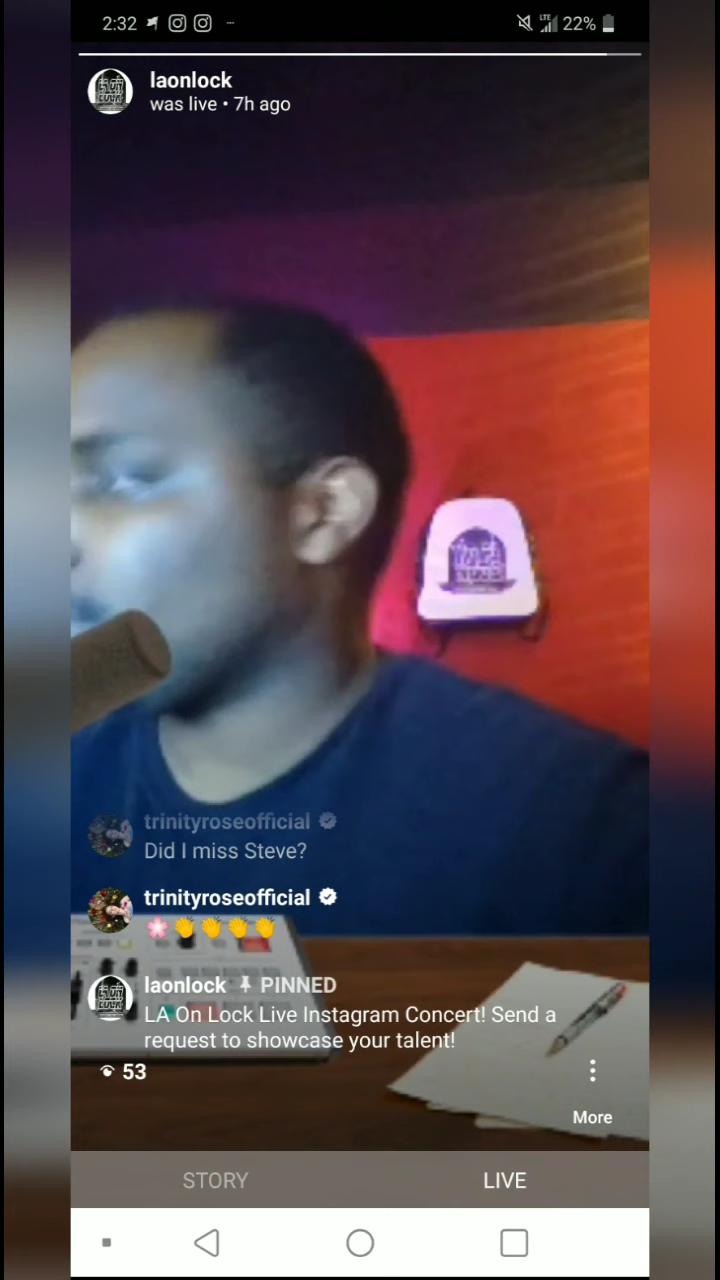 2:32
LTE 22%
laonlock
was live • 7h ago
trinityroseofficial
Did I miss Steve?
trinityroseofficial
🌸👏👏👏👏
laonlock PINNED
LA On Lock Live Instagram Concert! Send a
request to showcase your talent!
53
More
STORY LIVE